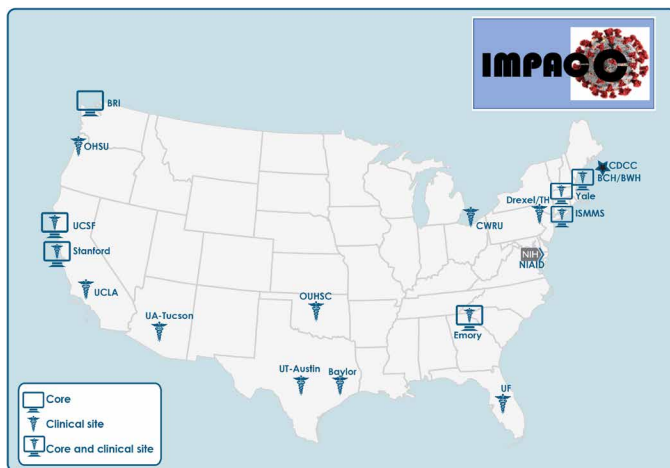 IMPACC
BRI
OHSU
CDCC
BCH/BWH
Drexel/TH
Yale
ISMMS
CWRU
UCSF
Stanford
NIH
NIAID
UCLA
OUHSC
UA-Tucson
Emory
UT-Austin
Baylor
UF
Core
Clinical site
Core and clinical site